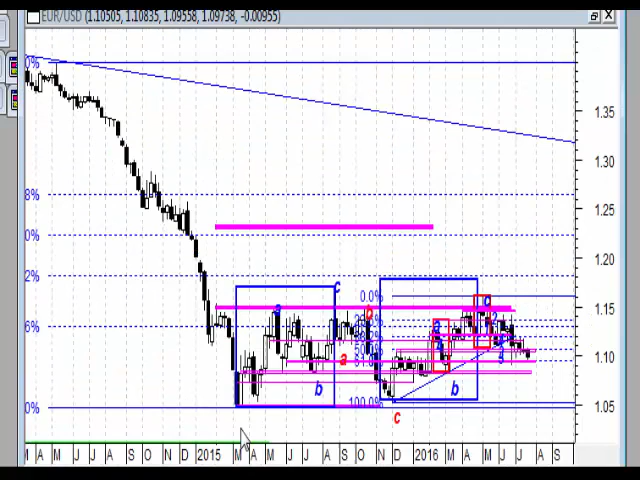 EUR/USD (1.10505, 1.10835, 1.09558, 1.09738, -0.00955)
0%
1.35
1.30
8%
1.25
0%
1.20
2%
c
0.0%
c
1.15
a
b
6%
a
1.10
a
b
b
100.0%
0%
1.05
c
A M J J A S O N D 2015 M A M J J A S O N D 2016 M A M J J A S